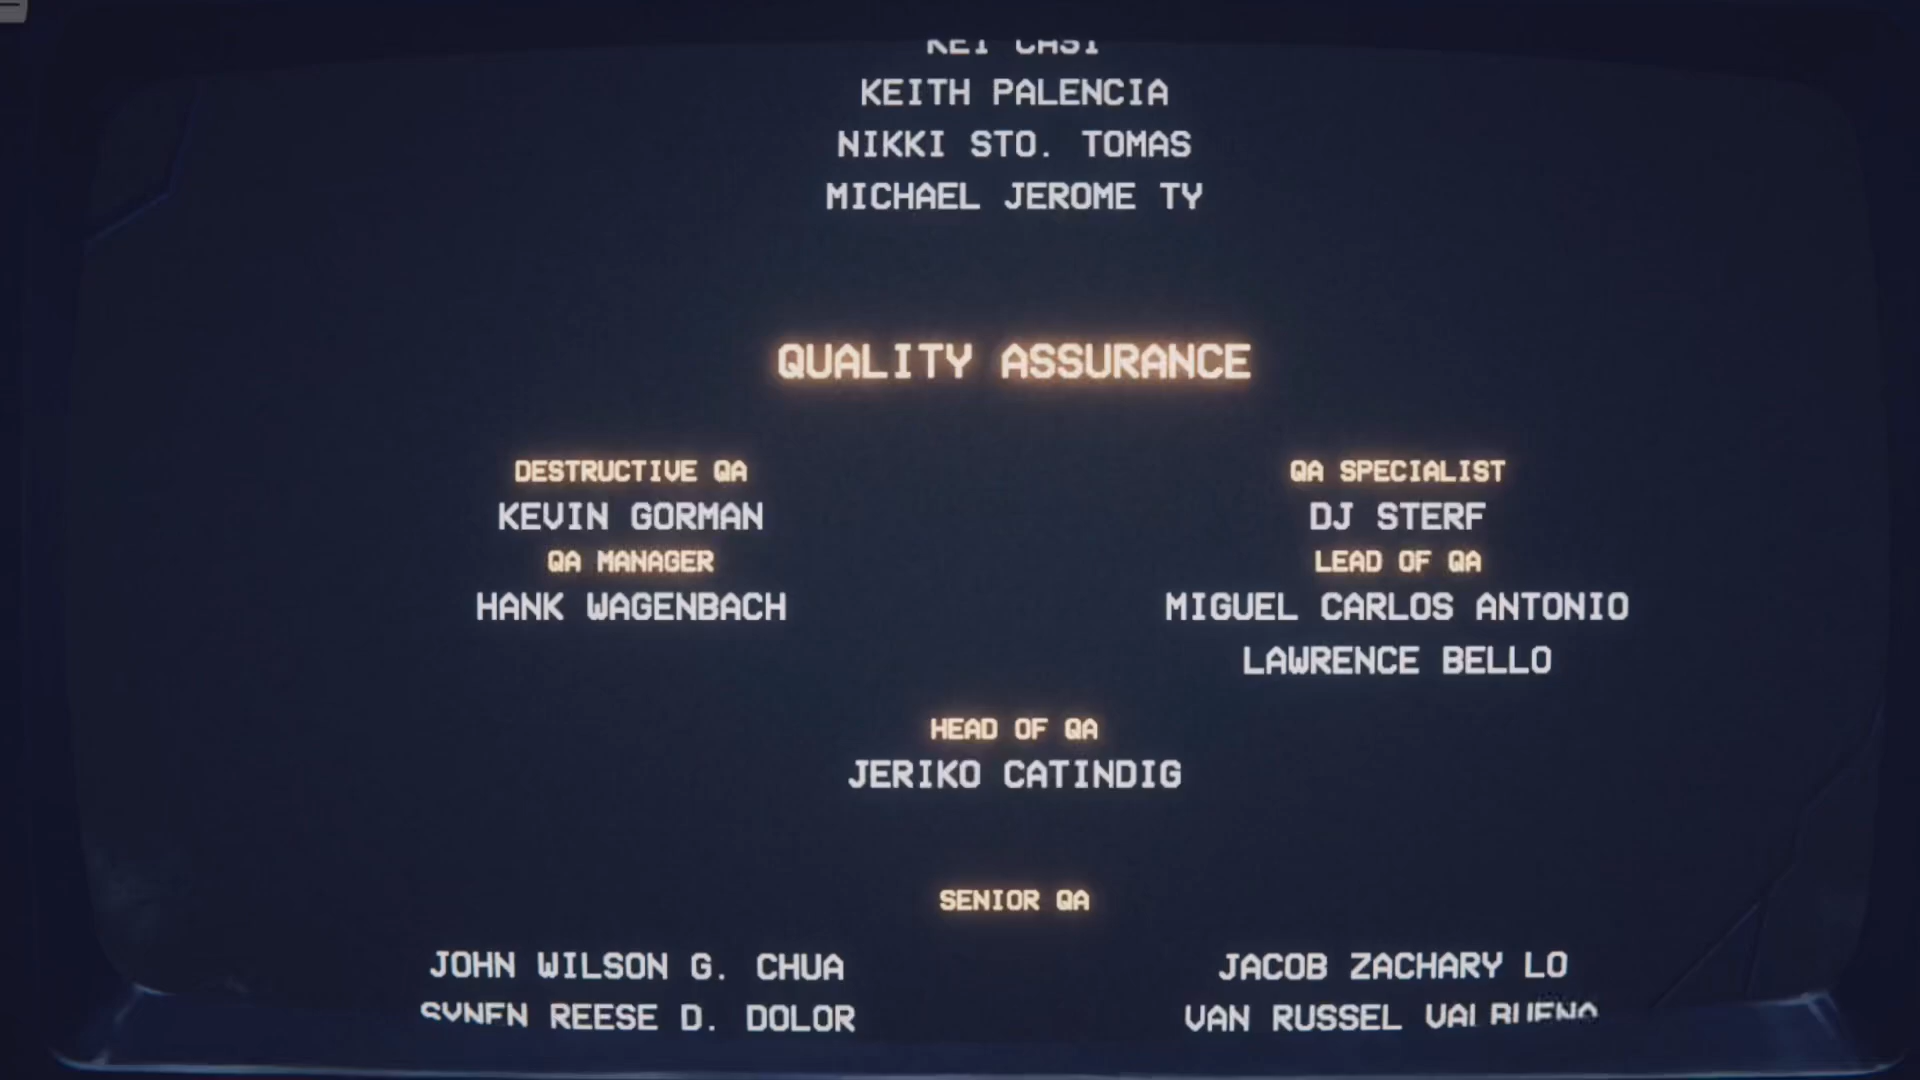 KEITH PALENCIA
NIKKI STO. TOMAS
MICHAEL JEROME TY
QUALITY ASSURANCE
DESTRUCTIVE QA
KEVIN GORMAN
QA MANAGER
HANK WAGENBACH
QA SPECIALIST
DJ STERF
LEAD OF QA
MIGUEL CARLOS ANTONIO
LAWRENCE BELLO
HEAD OF QA
JERIKO CATINDIG
SENIOR QA
JOHN WILSON G. CHUA
REESE D. DOLOR
JACOB ZACHARY LO
VAN RUSSEL